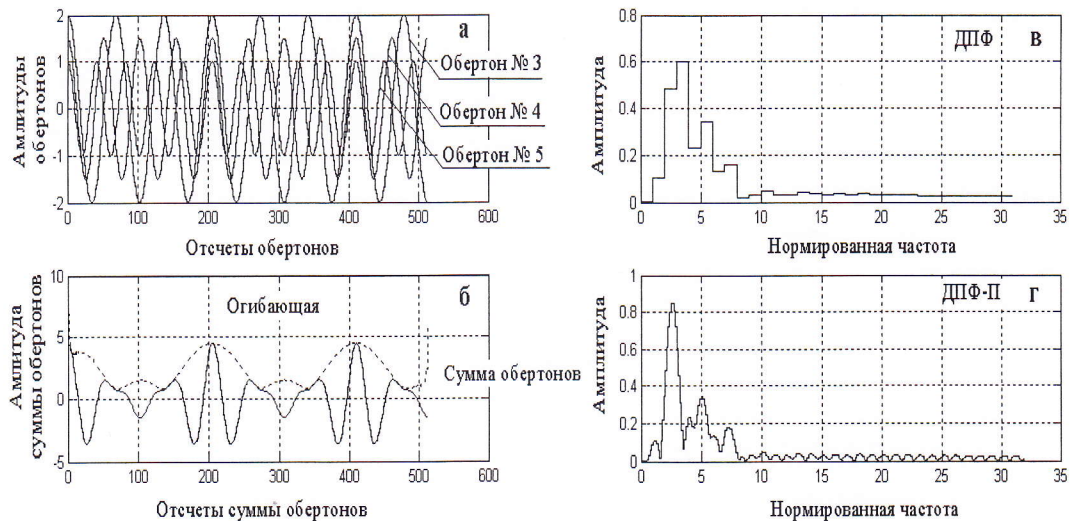 Амлитуды
обертонов
2
1
0
-1
-2
а
Обертон № 3
Обертон № 4
Обертон № 5
0
100
200
300
400
500
600
Отсчеты обертонов
Амплитуда
0.8
0.6
0.4
0.2
0
ДПФ
в
0
5
10
15
20
25
30
35
Нормированная частота
Амлитуда
суммы обертонов
10
5
0
-5
Огибающая
б
Сумма обертонов
0
100
200
300
400
500
600
Отсчеты суммы обертонов
Амплитуда
1
0.8
0.6
0.4
0.2
0
ДПФ-П
г
0
5
10
15
20
25
30
35
Нормированная частота